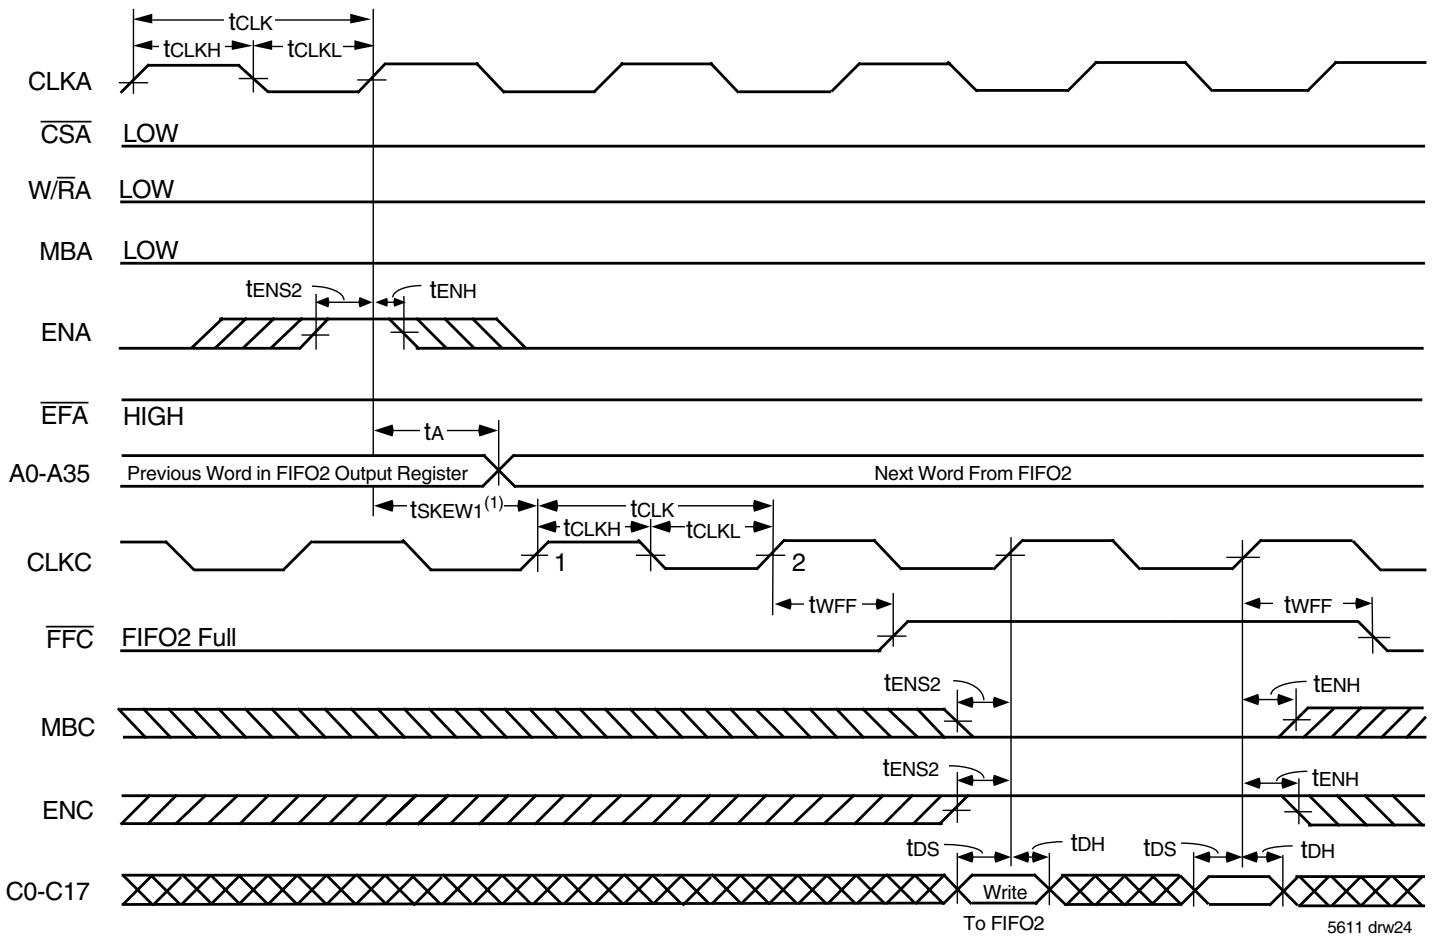 tCLK
tCLKH tCLKL
CLKA
CSA LOW
W/RA LOW
MBA LOW
tENS2 tENH
ENA
EFA HIGH
tA
A0-A35 Previous Word in FIFO2 Output Register Next Word From FIFO2
tSKEW1(1) tCLK
tCLKH tCLKL
CLKC 1 2
tWFF tWFF
FFC FIFO2 Full
tENS2 tENH
MBC
tENS2 tENH
ENC
tDS tDH tDS tDH
C0-C17 Write
To FIFO2
5611 drw24